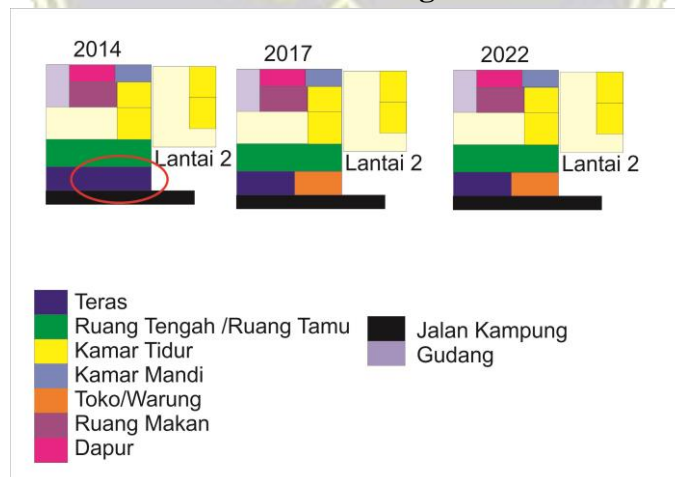 2014
2017
2022
Lantai 2
Lantai 2
Lantai 2
Teras
Ruang Tengah /Ruang Tamu
Kamar Tidur
Kamar Mandi
Toko/Warung
Ruang Makan
Dapur
Jalan Kampung
Gudang